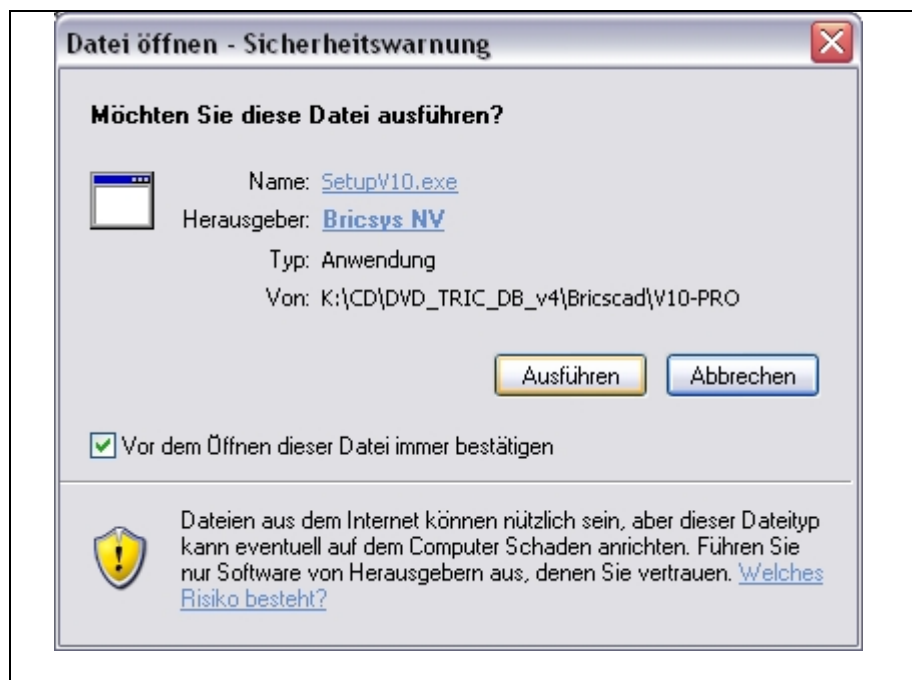 Datei öffnen - Sicherheitswarnung
Möchten Sie diese Datei ausführen?
Name: SetupV10.exe
Herausgeber: Bricsys NV
Typ: Anwendung
Von: K:\CD\DVD_TRIC_DB_v4\Bricscad\V10-PRO
Ausführen Abbrechen
Vor dem Öffnen dieser Datei immer bestätigen
Dateien aus dem Internet können nützlich sein, aber dieser Dateityp
kann eventuell auf dem Computer Schaden anrichten. Führen Sie
nur Software von Herausgebern aus, denen Sie vertrauen. Welches
Risiko besteht?